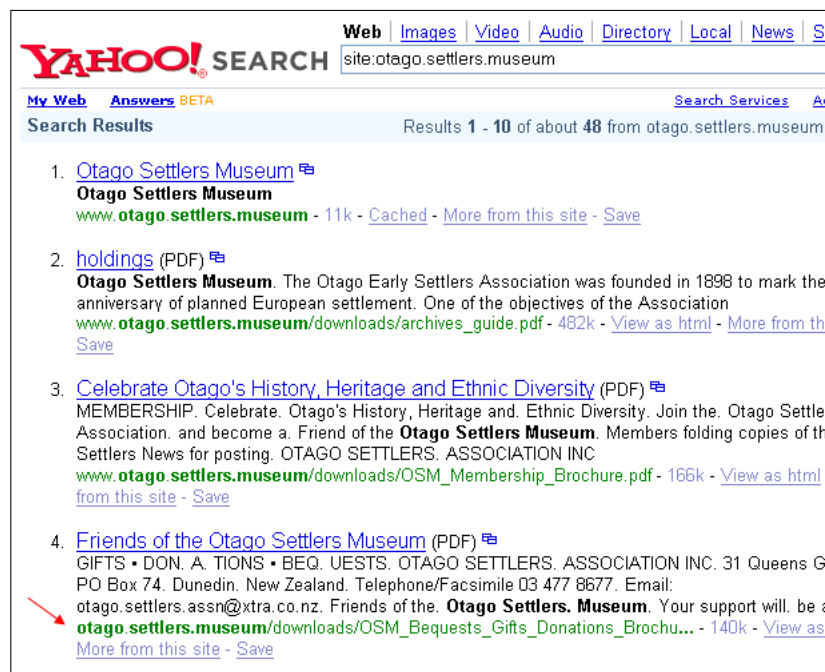 Web | Images | Video | Audio | Directory | Local | News | S
YAHOO! SEARCH
site:otago.settlers.museum
My Web Answers BETA Search Services
Search Results Results 1 - 10 of about 48 from otago.settlers.museum
1. Otago Settlers Museum
Otago Settlers Museum
www.otago.settlers.museum - 11k - Cached - More from this site - Save
2. holdings (PDF)
Otago Settlers Museum. The Otago Early Settlers Association was founded in 1898 to mark the
anniversary of planned European settlement. One of the objectives of the Association
www.otago.settlers.museum/downloads/archives_guide.pdf - 482k - View as html - More from th
Save
3. Celebrate Otago's History, Heritage and Ethnic Diversity (PDF)
MEMBERSHIP. Celebrate. Otago's History, Heritage and. Ethnic Diversity. Join the. Otago Settle
Association. and become a. Friend of the Otago Settlers Museum. Members folding copies of th
Settlers News for posting. OTAGO SETTLERS. ASSOCIATION INC
www.otago.settlers.museum/downloads/OSM_Membership_Brochure.pdf - 166k - View as html
from this site - Save
4. Friends of the Otago Settlers Museum (PDF)
GIFTS ▪ DON. A. TIONS ▪ BEQ. UESTS. OTAGO SETTLERS. ASSOCIATION INC. 31 Queens G
PO Box 74. Dunedin. New Zealand. Telephone/Facsimile 03 477 8677. Email:
otago.settlers.assn@xtra.co.nz. Friends of the. Otago Settlers. Museum. Your support will. be a
otago.settlers.museum/downloads/OSM_Bequests_Gifts_Donations_Brochu... - 140k - View as
More from this site - Save